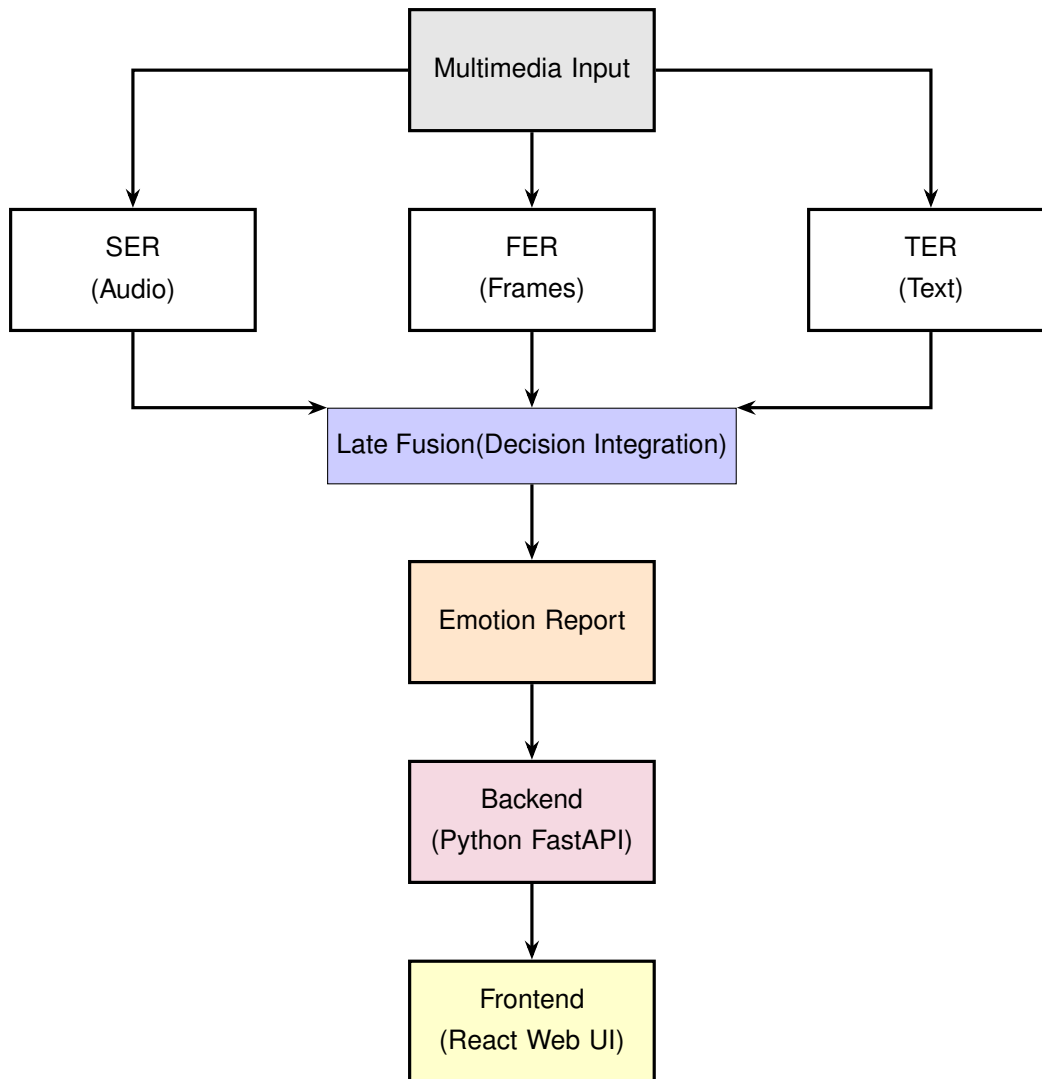 Multimedia Input
SER
(Audio)
FER
(Frames)
TER
(Text)
Late Fusion(Decision Integration)
Emotion Report
Backend
(Python FastAPI)
Frontend
(React Web UI)